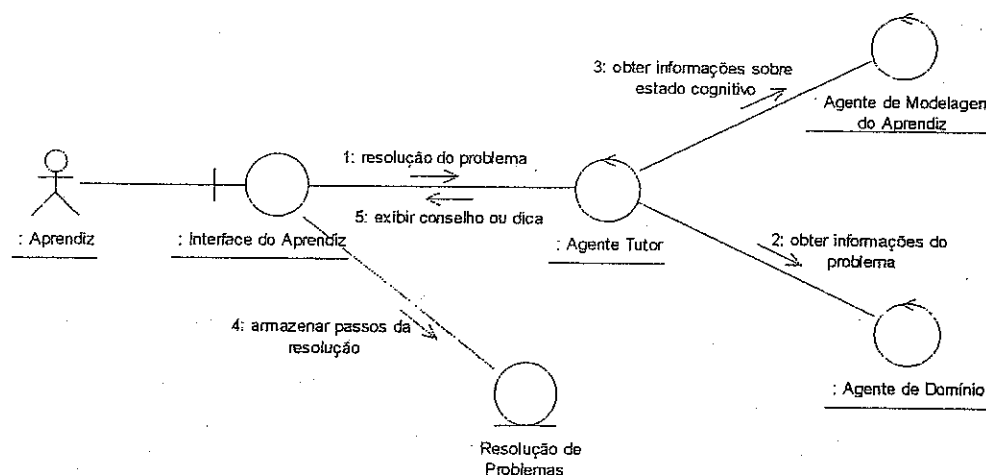 3: obter informações sobre
estado cognitivo
Agente de Modelagem
do Aprendiz
1: resolução do problema
5: exibir conselho ou dica
: Aprendiz
: Interface do Aprendiz
: Agente Tutor
2: obter informações do
problema
4: armazenar passos da
resolução
: Agente de Domínio
Resolução de
Problemas